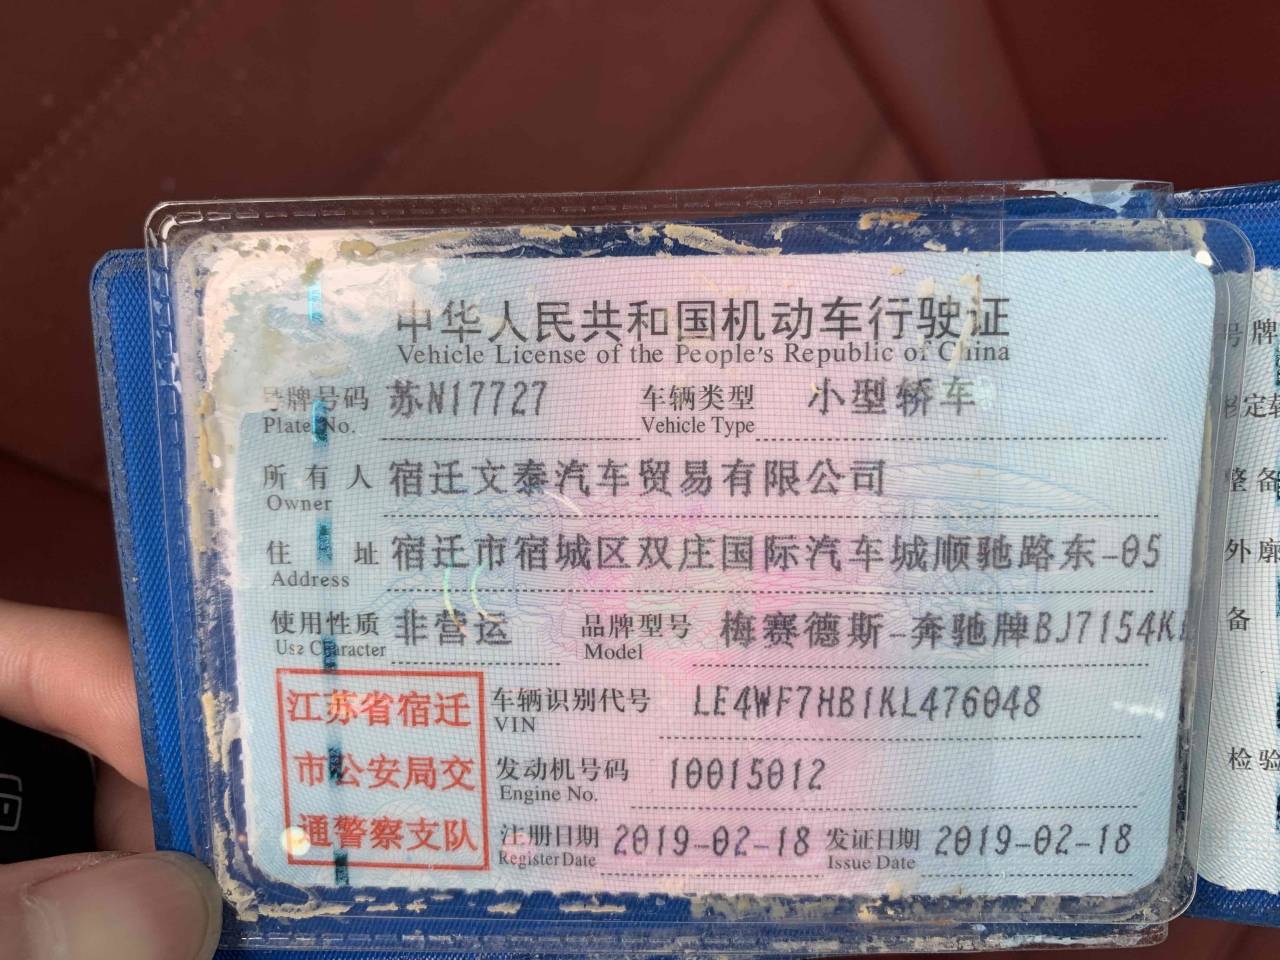 中华人民共和国机动车行驶证
Vehicle License of the People's Republic of China
号牌号码 苏N17727 车辆类型 小型轿车
Plate No. Vehicle Type
所有人 宿迁文泰汽车贸易有限公司
Owner
住址 宿迁市宿城区双庄国际汽车城顺驰路东-05
Address
使用性质 非营运 品牌型号 梅赛德斯-奔驰牌BJ7154K
Use Character Model
江苏省宿迁
市公安局交
通警察支队
车辆识别代号 LE4WF7HB1KL476048
VIN
发动机号码 10015012
Engine No.
注册日期 2019-02-18 发证日期 2019-02-18
Register Date Issue Date
号牌
整备
外廓
备
检验